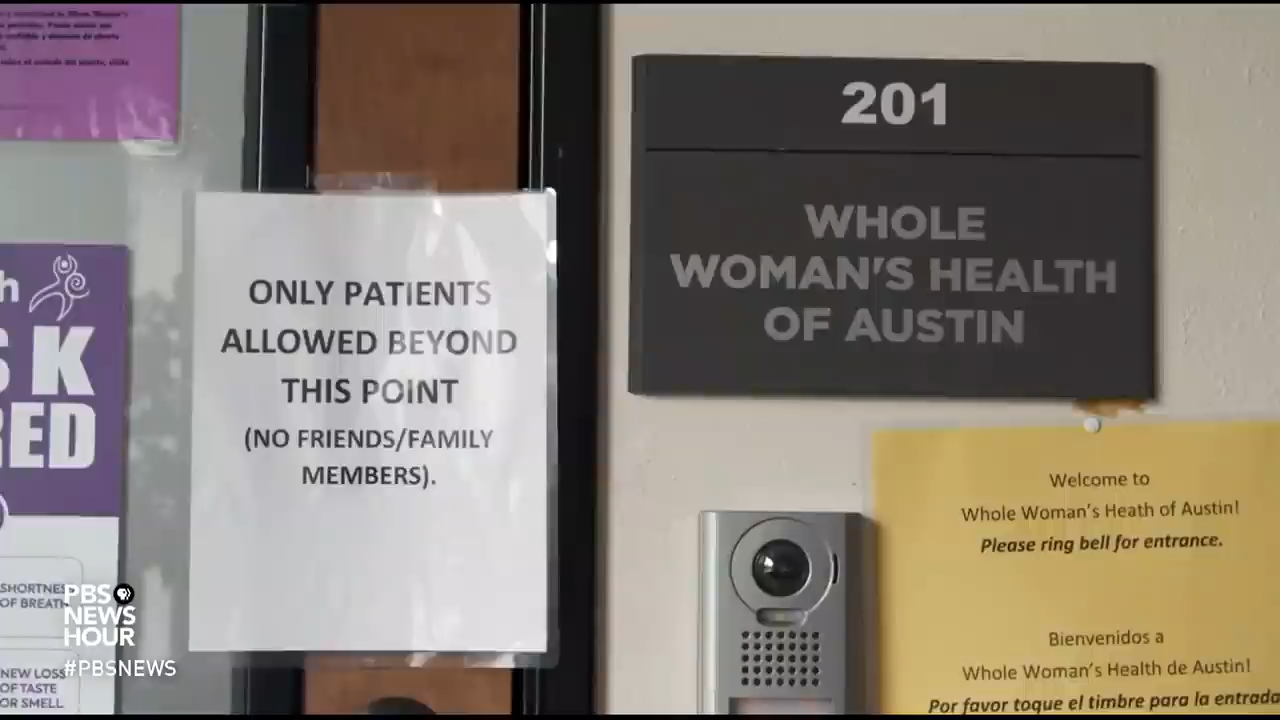 h
S K
RED
SHORTNES
OF BREATH
NEW LOSS
OF TASTE
OR SMELL
PBS
NEWS
HOUR
#PBSNEWS
ONLY PATIENTS
ALLOWED BEYOND
THIS POINT
(NO FRIENDS/FAMILY
MEMBERS).
201
WHOLE
WOMAN'S HEALTH
OF AUSTIN
Welcome to
Whole Woman's Heath of Austin!
Please ring bell for entrance.
Bienvenidos a
Whole Woman's Health de Austin!
Por favor toque el timbre para la entrada